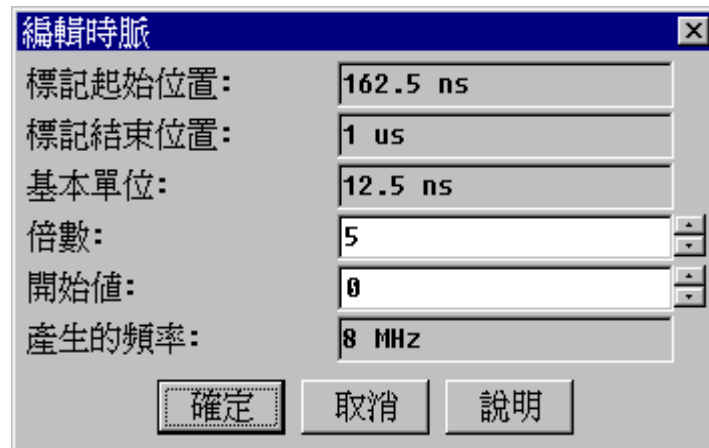 編輯時脈
標記起始位置: 162.5 ns
標記結束位置: 1 us
基本單位: 12.5 ns
倍數: 5
開始值: 0
產生的頻率: 8 MHz
確定 取消 說明